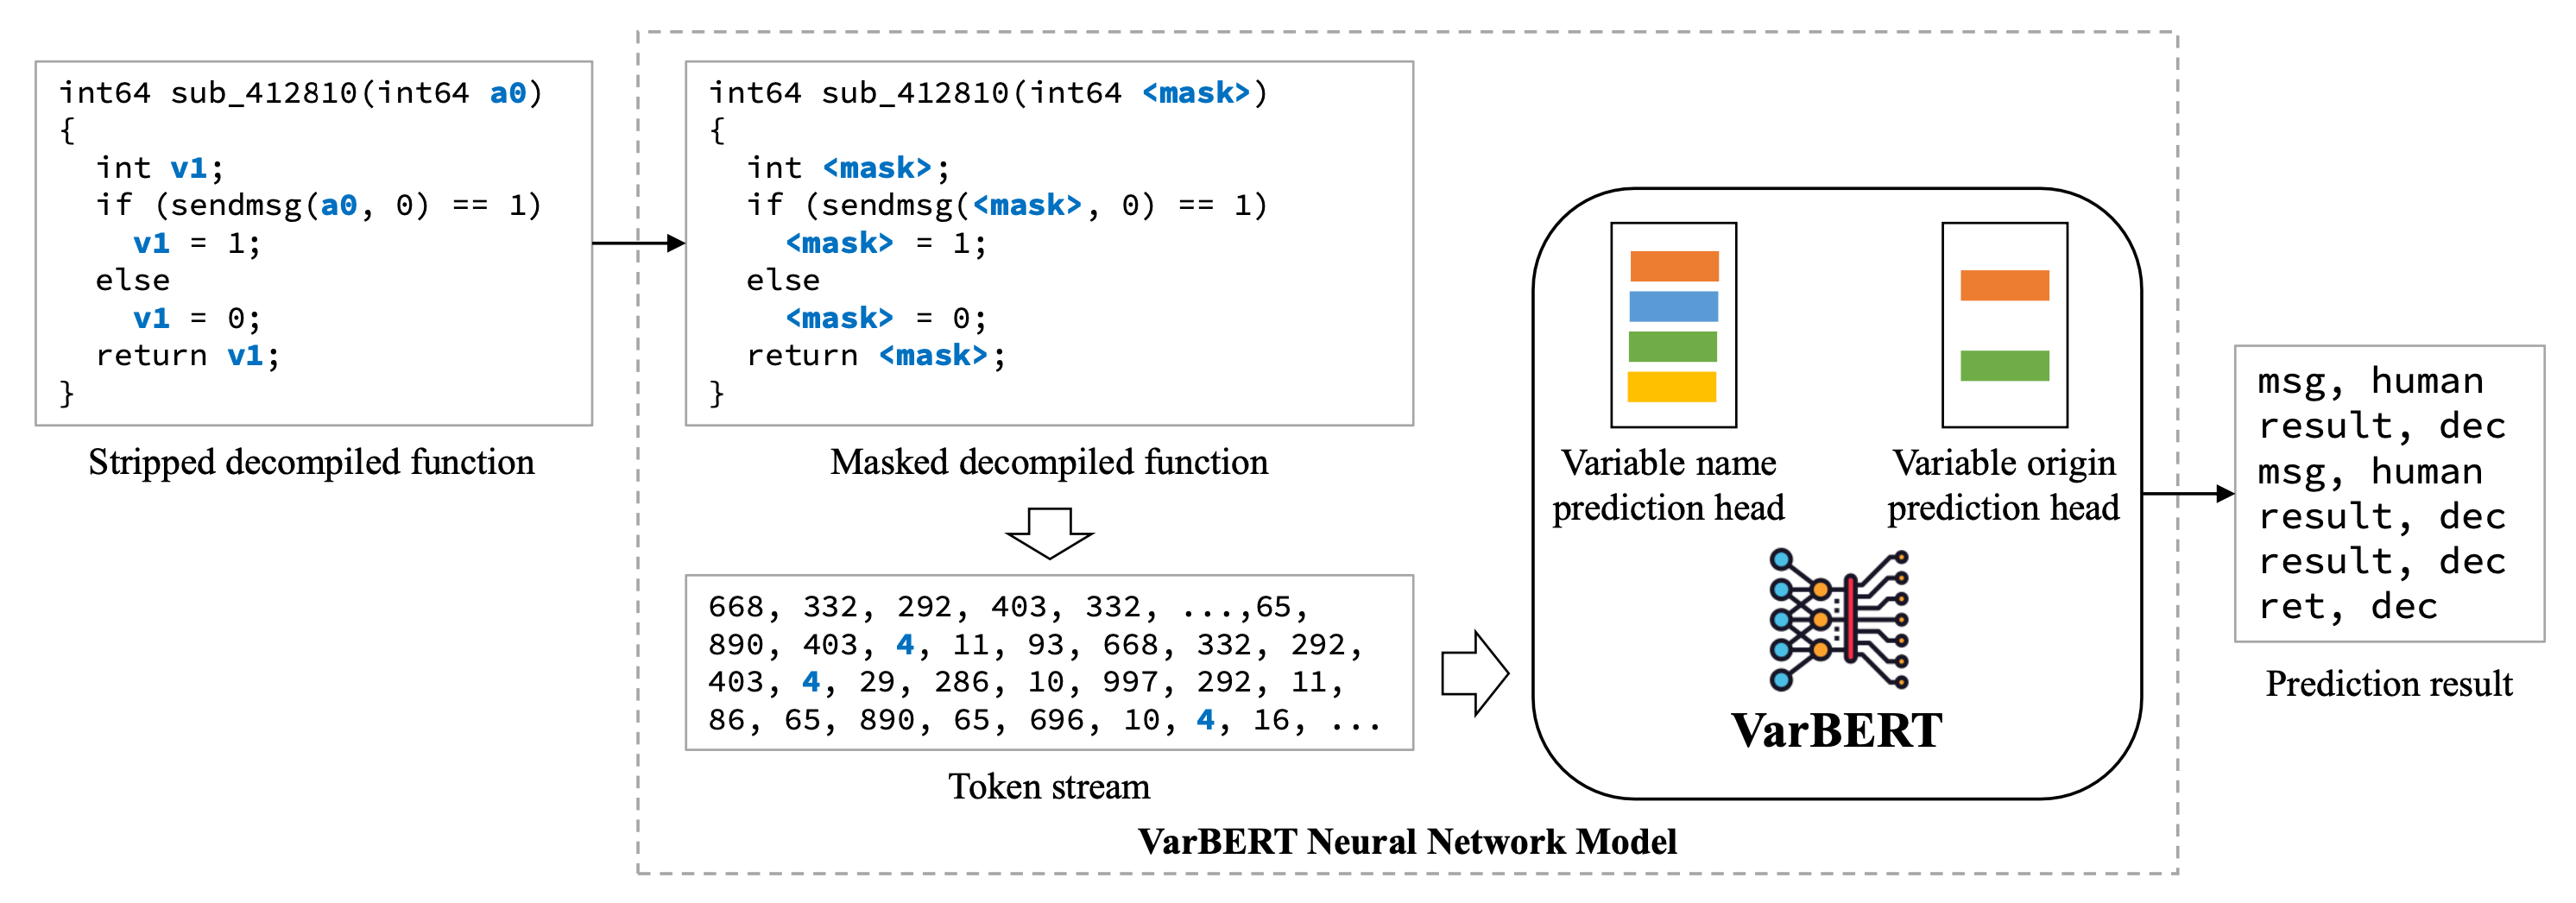 int64 sub_412810(int64 a0)
{
  int v1;
  if (sendmsg(a0, 0) == 1)
    v1 = 1;
  else
    v1 = 0;
  return v1;
}
Stripped decompiled function
int64 sub_412810(int64 <mask>)
{
  int <mask>;
  if (sendmsg(<mask>, 0) == 1)
    <mask> = 1;
  else
    <mask> = 0;
  return <mask>;
}
Masked decompiled function
668, 332, 292, 403, 332, ...,65,
890, 403, 4, 11, 93, 668, 332, 292,
403, 4, 29, 286, 10, 997, 292, 11,
86, 65, 890, 65, 696, 10, 4, 16, ...
Token stream
Variable name
prediction head
Variable origin
prediction head
VarBERT
VarBERT Neural Network Model
msg, human
result, dec
msg, human
result, dec
result, dec
ret, dec
Prediction result